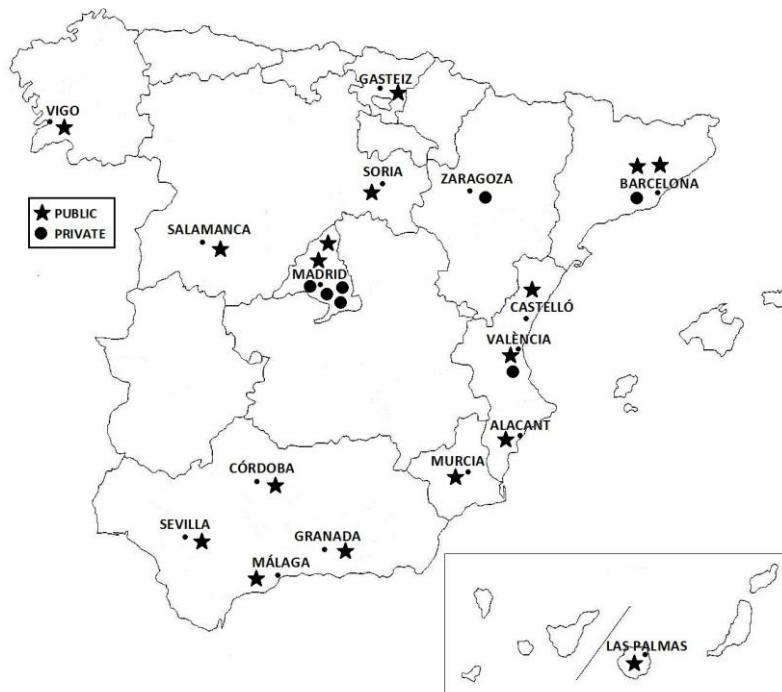 GASTEIZ
VIGO
SORIA
ZARAGOZA
BARCELONA
PUBLIC
PRIVATE
SALAMANCA
MADRID
CASTELLÓ
VALÈNCIA
ALACANT
MURCIA
CÓRDOBA
SEVILLA
GRANADA
MÁLAGA
LAS PALMAS